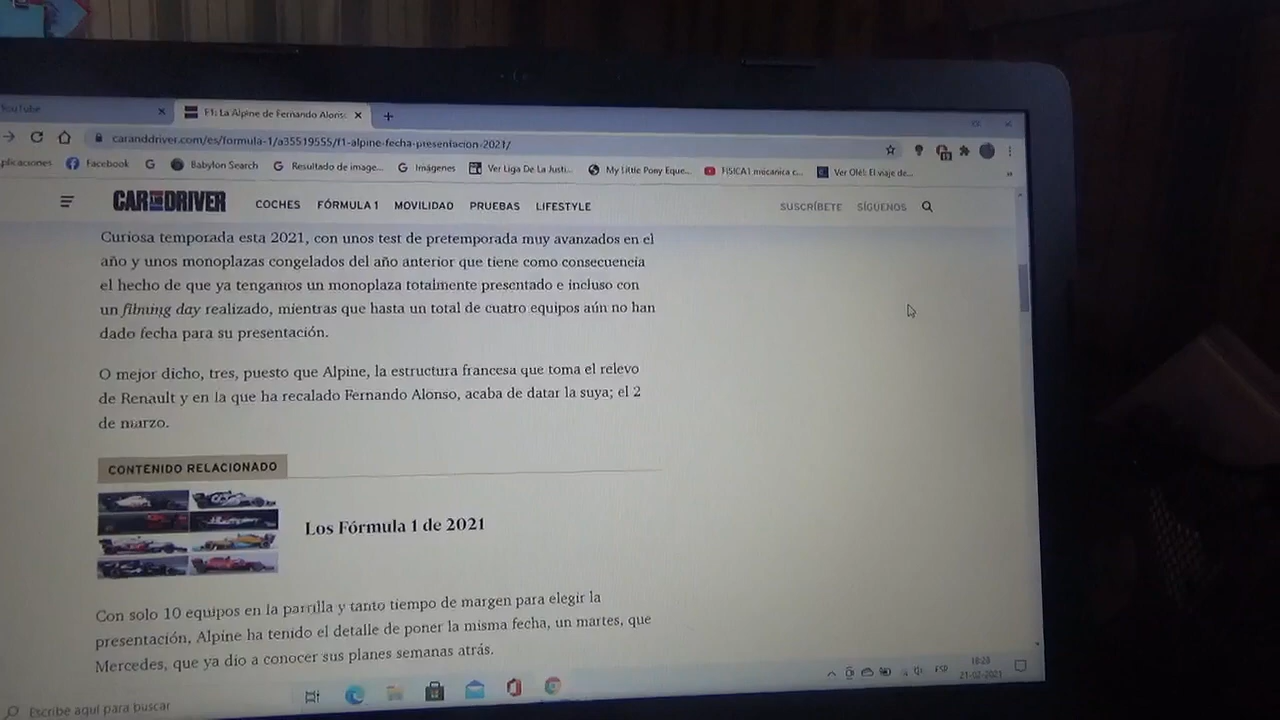 YouTube
F1: La Alpine de Fernando Alons
caranddriver.com/es/formula-1/a35519555/f1-alpine-fecha-presentacion-2021/
plicaciones Facebook Babylon Search Resultado de image... Imágenes Ver Liga De La Justi... My Little Pony Eque... FISICA1 mecanica c... Ver Olé!: El viaje de...
CAR AND DRIVER COCHES FÓRMULA 1 MOVILIDAD PRUEBAS LIFESTYLE SUSCRÍBETE SÍGUENOS
Curiosa temporada esta 2021, con unos test de pretemporada muy avanzados en el
año y unos monoplazas congelados del año anterior que tiene como consecuencia
el hecho de que ya tengamos un monoplaza totalmente presentado e incluso con
un filming day realizado, mientras que hasta un total de cuatro equipos aún no han
dado fecha para su presentación.
O mejor dicho, tres, puesto que Alpine, la estructura francesa que toma el relevo
de Renault y en la que ha recalado Fernando Alonso, acaba de datar la suya; el 2
de marzo.
CONTENIDO RELACIONADO
Los Fórmula 1 de 2021
Con solo 10 equipos en la parrilla y tanto tiempo de margen para elegir la
presentación, Alpine ha tenido el detalle de poner la misma fecha, un martes, que
Mercedes, que ya dio a conocer sus planes semanas atrás.
Escribe aquí para buscar
ESP
18:20
21-02-2021